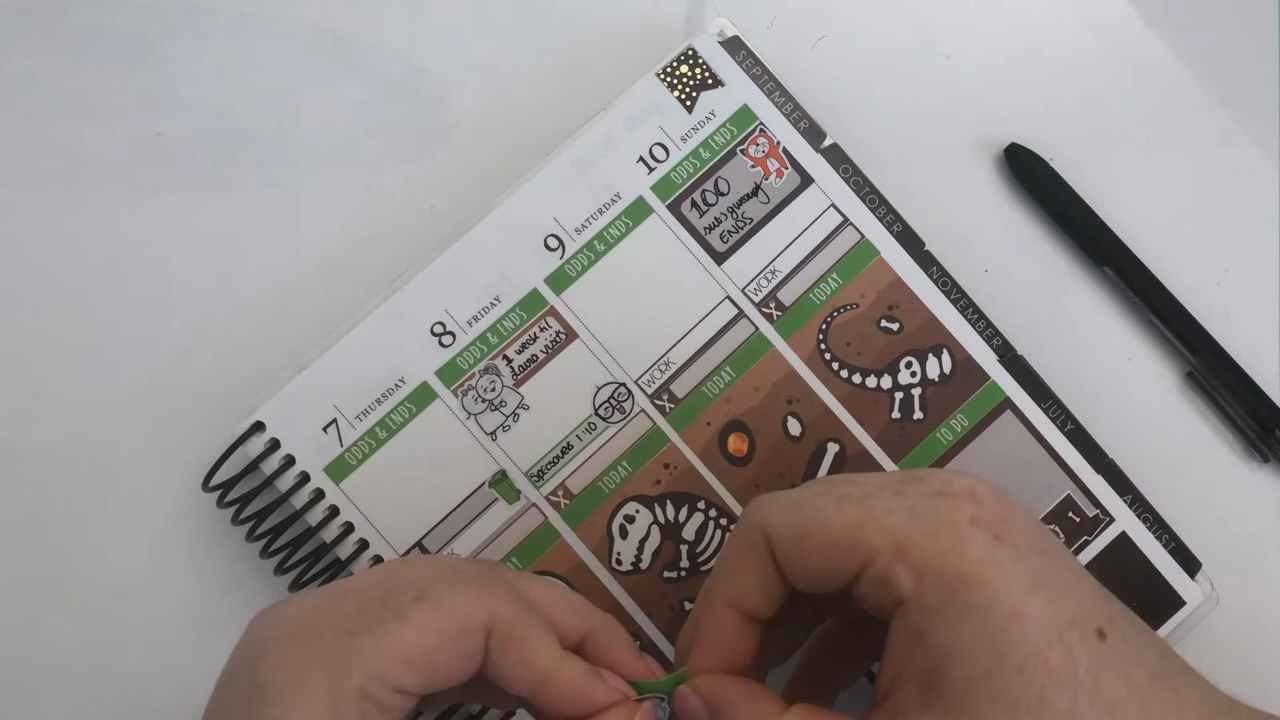 7 THURSDAY
ODDS & ENDS
8 FRIDAY
ODDS & ENDS
1 week til
Laura visits
Specsavers 1:10
TODAY
9 SATURDAY
ODDS & ENDS
WORK
TODAY
10 SUNDAY
ODDS & ENDS
100
sub giveaway
ENDS
WORK
TODAY
TO DO
SEPTEMBER
OCTOBER
NOVEMBER
JULY
AUGUST